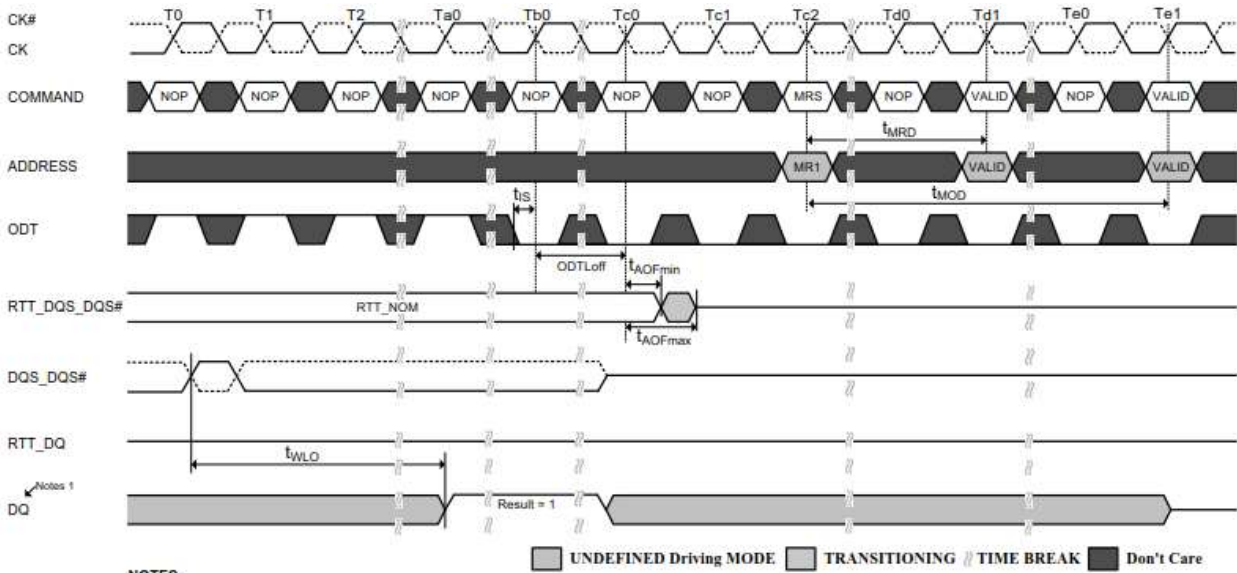 T0 T1 T2 Ta0 Tb0 Tc0 Tc1 Tc2 Td0 Td1 Te0 Te1
CK#
CK
COMMAND NOP NOP NOP NOP NOP NOP NOP MRS NOP VALID NOP VALID
tMRD
ADDRESS MR1 VALID VALID
tIS tMOD
ODT
ODTLoff tAOFmin
RTT_DQS_DQS# RTT_NOM
tAOFmax
DQS_DQS#
RTT_DQ
tWLO
Notes 1
DQ Result = 1
UNDEFINED Driving MODE TRANSITIONING TIME BREAK Don't Care